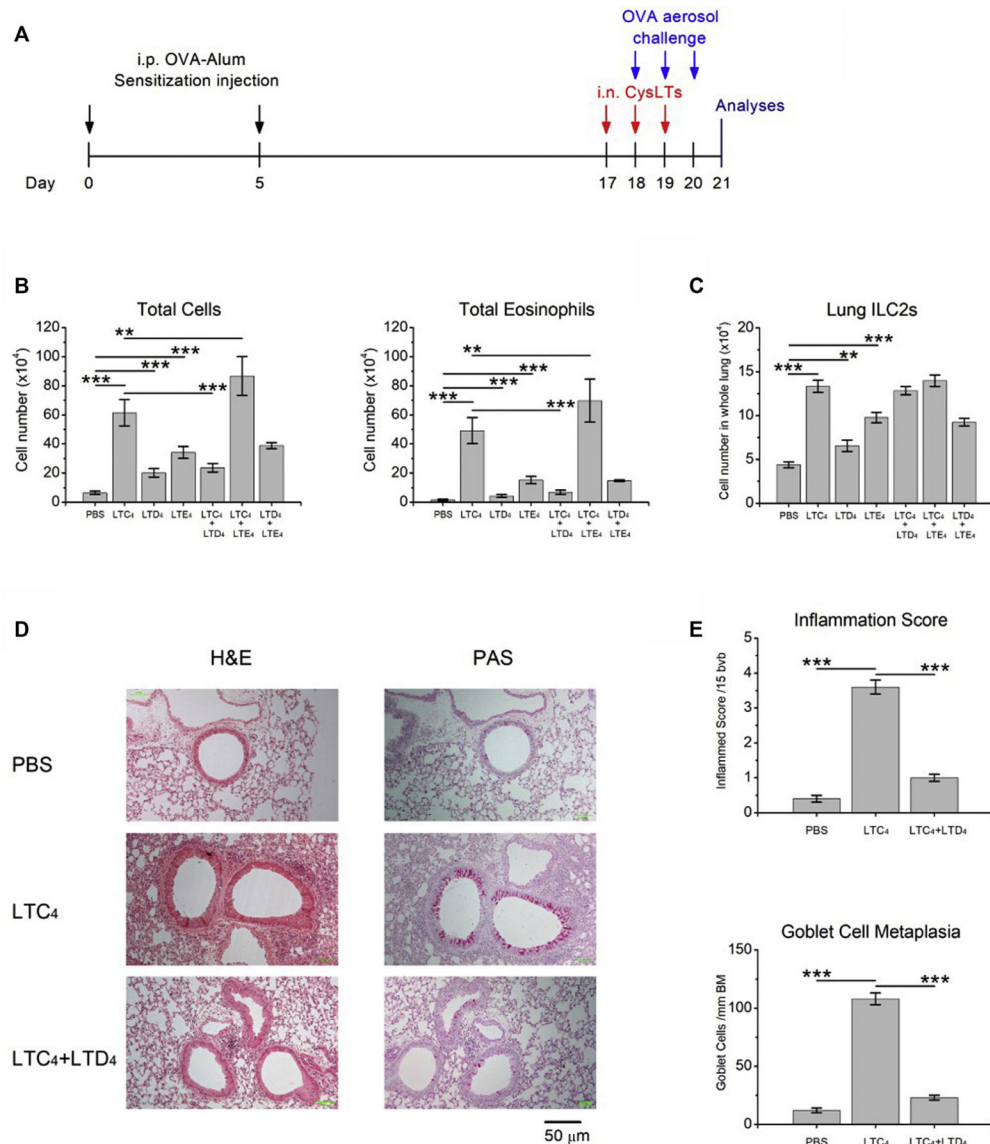 A
i.p. OVA-Alum
Sensitization injection
OVA aerosol
challenge
i.n. CysLTs
Analyses
Day
0
5
17
18
19
20
21
B
Total Cells
Cell number (x10⁴)
120
100
80
60
40
20
0
**
***
***
***
***
PBS
LTC₄
LTD₄
LTE₄
LTC₄
+
LTD₄
LTC₄
+
LTE₄
LTD₄
+
LTE₄
Total Eosinophils
Cell number (x10⁴)
120
100
80
60
40
20
0
**
***
***
***
***
PBS
LTC₄
LTD₄
LTE₄
LTC₄
+
LTD₄
LTC₄
+
LTE₄
LTD₄
+
LTE₄
C
Lung ILC2s
Cell number in whole lung (x10⁴)
20
15
10
5
0
***
**
***
PBS
LTC₄
LTD₄
LTE₄
LTC₄
+
LTD₄
LTC₄
+
LTE₄
LTD₄
+
LTE₄
D
H&E
PAS
PBS
LTC₄
LTC₄+LTD₄
50 μm
E
Inflammation Score
Inflammed Score /15 bvb
5
4
3
2
1
0
***
***
PBS
LTC₄
LTC₄+LTD₄
Goblet Cell Metaplasia
Goblet Cells /mm BM
150
100
50
0
***
***
PBS
LTC₄
LTC₄+LTD₄